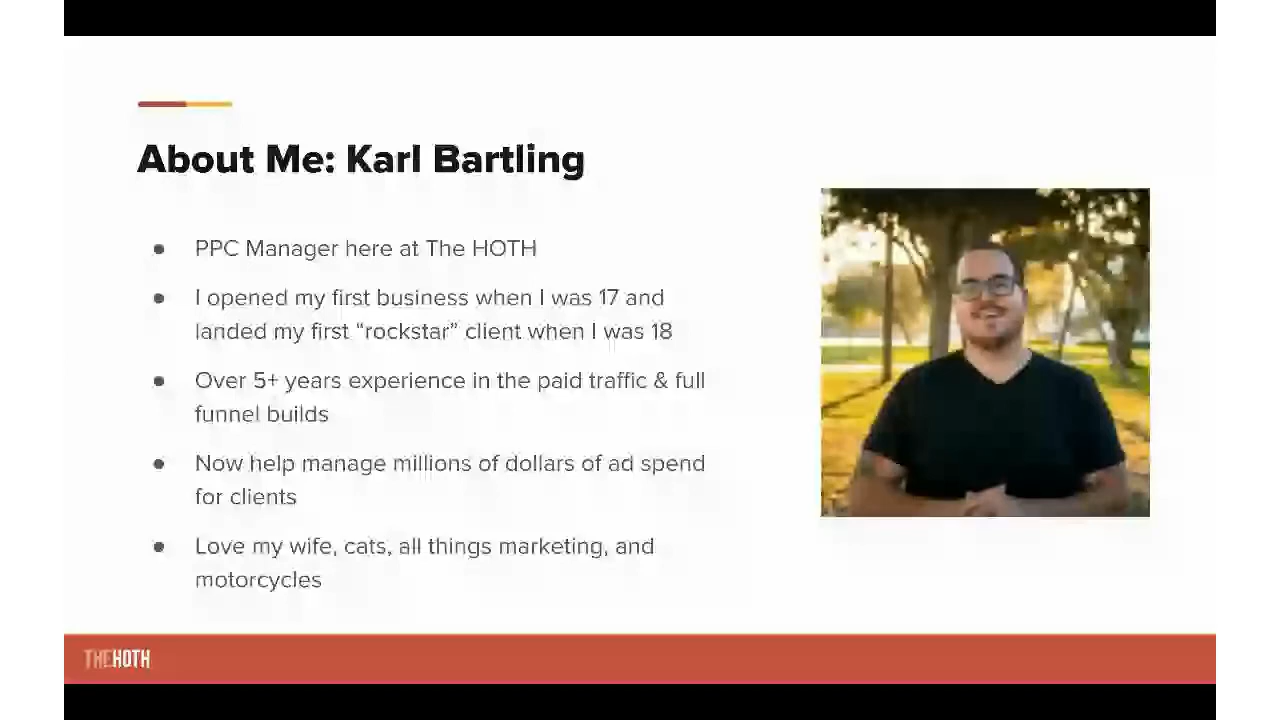 About Me: Karl Bartling
PPC Manager here at The HOTH
I opened my first business when I was 17 and
landed my first “rockstar” client when I was 18
Over 5+ years experience in the paid traffic & full
funnel builds
Now help manage millions of dollars of ad spend
for clients
Love my wife, cats, all things marketing, and
motorcycles
THEHOTH